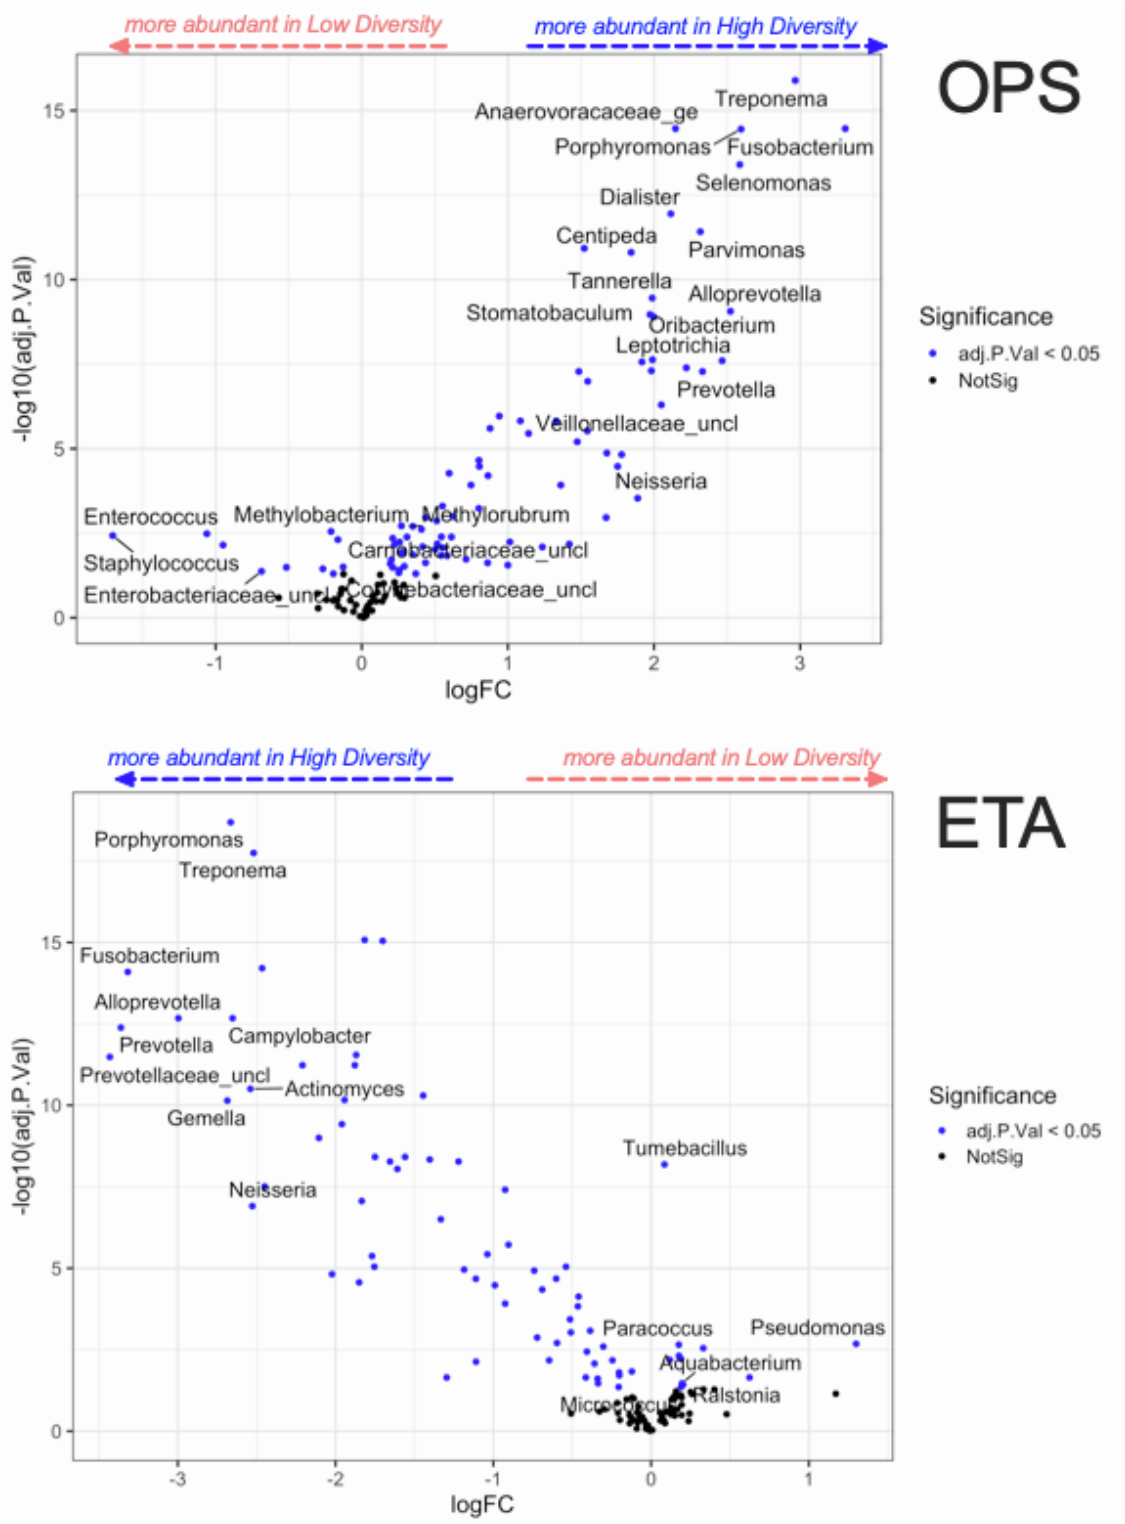 more abundant in Low Diversity
more abundant in High Diversity
OPS
Treponema
Anaerovoracaceae_ge
Porphyromonas
Fusobacterium
Selenomonas
Dialister
Centipeda
Parvimonas
Tannerella
Alloprevotella
Stomatobaculum
Oribacterium
Leptotrichia
Prevotella
Veillonellaceae_uncl
Neisseria
Enterococcus
Methylobacterium
Methylorubrum
Carnobacteriaceae_uncl
Staphylococcus
Enterobacteriaceae_uncl
Corynebacteriaceae_uncl
-log10(adj.P.Val)
15
10
5
0
-1
0
1
2
3
logFC
Significance
adj.P.Val < 0.05
NotSig
more abundant in High Diversity
more abundant in Low Diversity
ETA
Porphyromonas
Treponema
Fusobacterium
Alloprevotella
Campylobacter
Prevotella
Prevotellaceae_uncl
Actinomyces
Gemella
Tumebacillus
Neisseria
Paracoccus
Pseudomonas
Aquabacterium
Ralstonia
Micrococcus
-log10(adj.P.Val)
15
10
5
0
-3
-2
-1
0
1
logFC
Significance
adj.P.Val < 0.05
NotSig